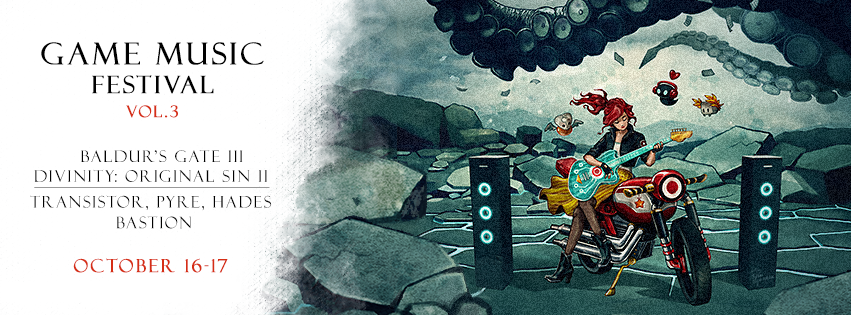 GAME MUSIC
FESTIVAL
VOL.3
BALDUR'S GATE III
DIVINITY: ORIGINAL SIN II
TRANSISTOR, PYRE, HADES
BASTION
OCTOBER 16-17